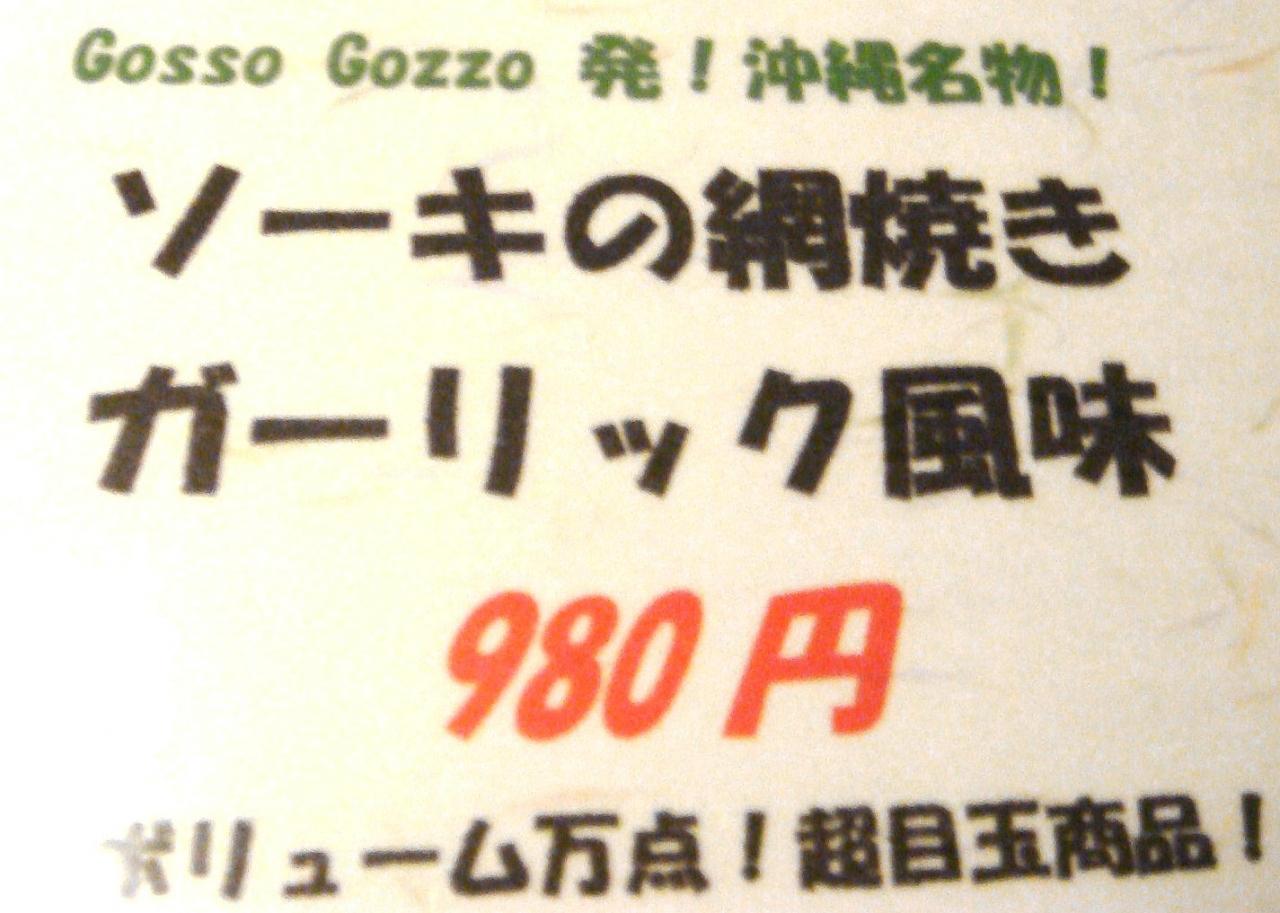 Gosso Gozzo 発！沖縄名物！
ソーキの網焼き
ガーリック風味
980円
ボリューム万点！超目玉商品！